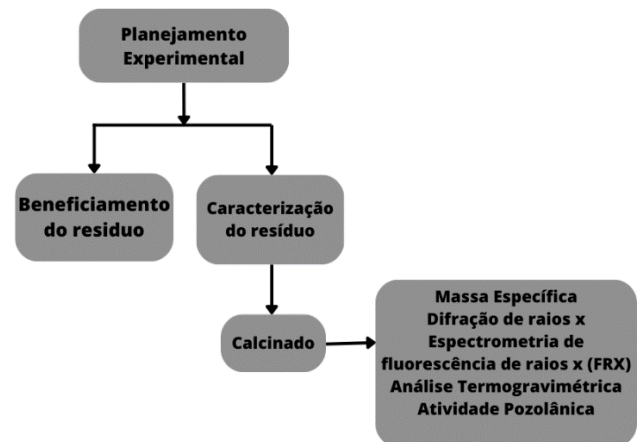 Planejamento
Experimental
Beneficiamento
do residuo
Caracterização
do resíduo
Calcinado
Massa Específica
Difração de raios x
Espectrometria de
fluorescência de raios x (FRX)
Análise Termogravimétrica
Atividade Pozolânica